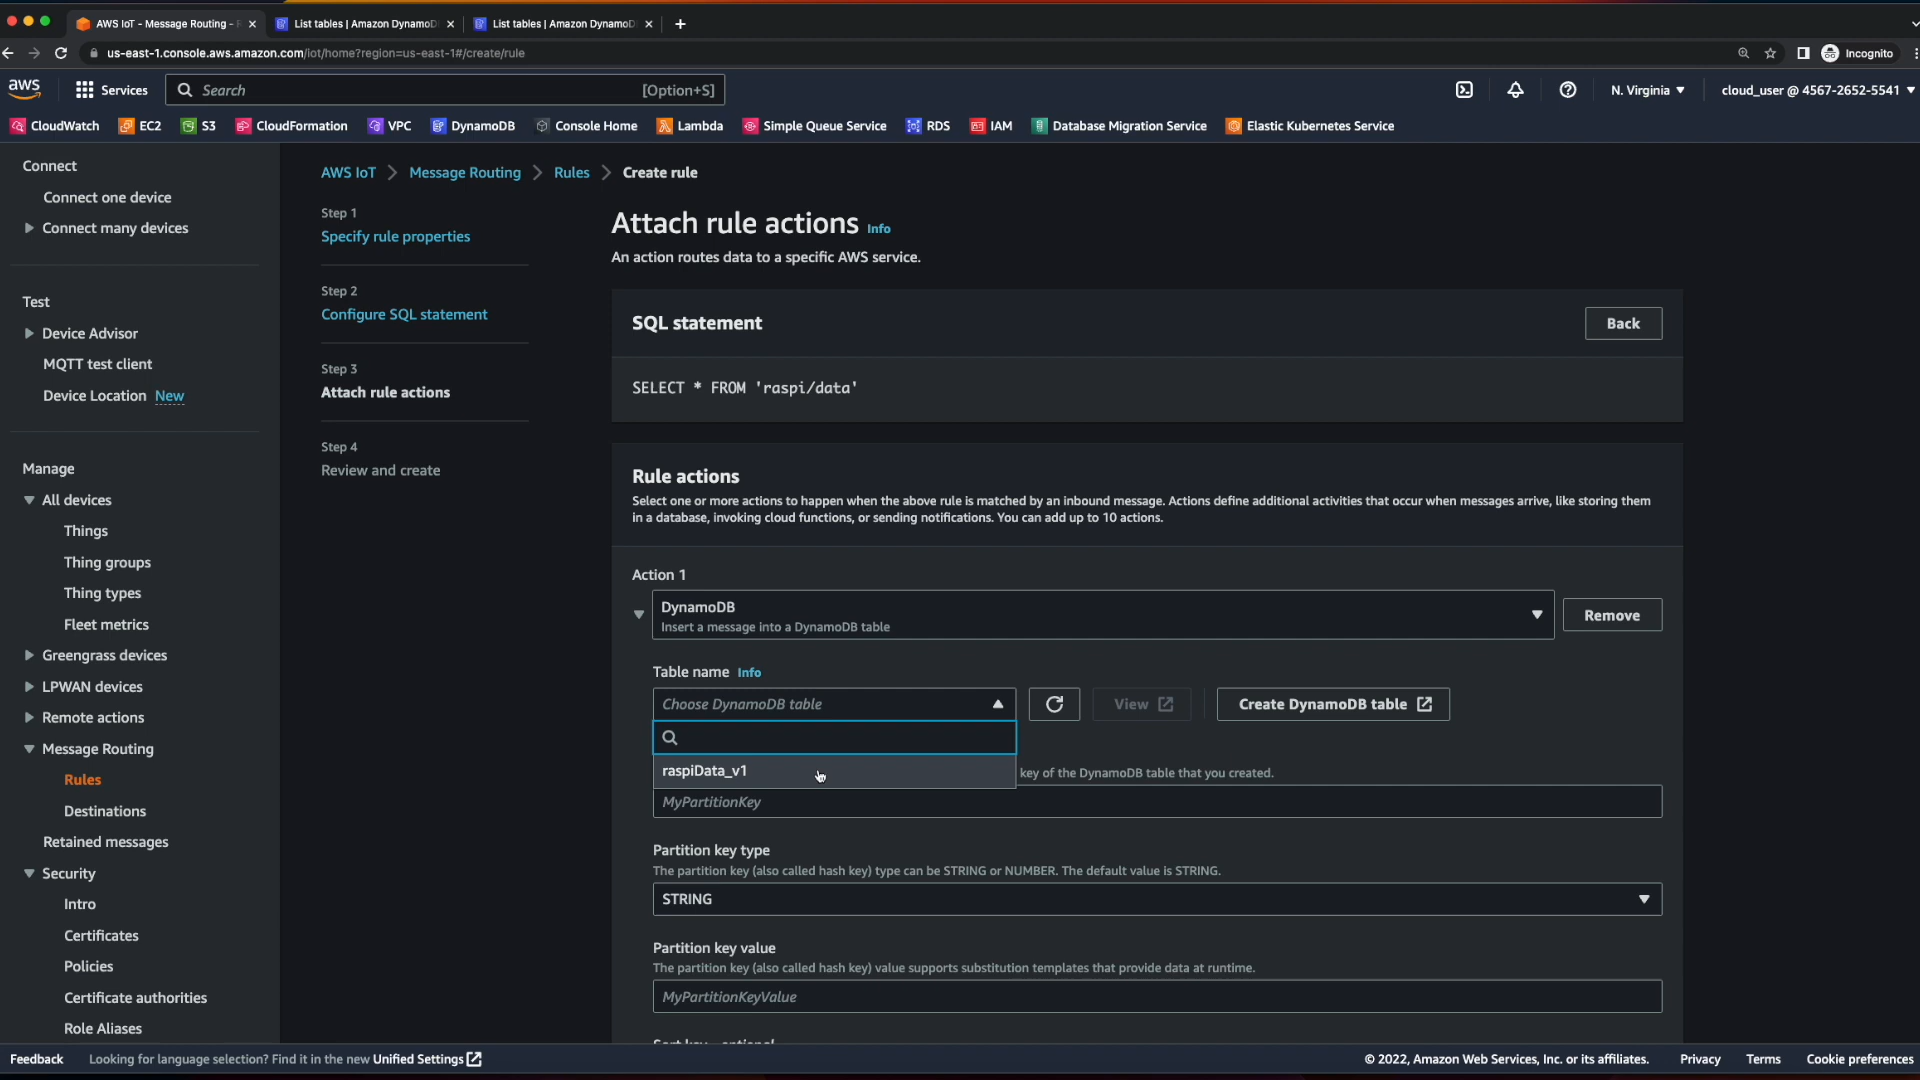 AWS IoT - Message Routing -
List tables | Amazon DynamoD
List tables | Amazon DynamoD
us-east-1.console.aws.amazon.com/iot/home?region=us-east-1#/create/rule
Incognito
aws
Services
Search
[Option+S]
N. Virginia
cloud_user @ 4567-2652-5541
CloudWatch
EC2
S3
CloudFormation
VPC
DynamoDB
Console Home
Lambda
Simple Queue Service
RDS
IAM
Database Migration Service
Elastic Kubernetes Service
Connect
Connect one device
Connect many devices
Test
Device Advisor
MQTT test client
Device Location New
Manage
All devices
Things
Thing groups
Thing types
Fleet metrics
Greengrass devices
LPWAN devices
Remote actions
Message Routing
Rules
Destinations
Retained messages
Security
Intro
Certificates
Policies
Certificate authorities
Role Aliases
AWS IoT
Message Routing
Rules
Create rule
Step 1
Specify rule properties
Step 2
Configure SQL statement
Step 3
Attach rule actions
Step 4
Review and create
Attach rule actions Info
An action routes data to a specific AWS service.
SQL statement
Back
SELECT * FROM 'raspi/data'
Rule actions
Select one or more actions to happen when the above rule is matched by an inbound message. Actions define additional activities that occur when messages arrive, like storing them
in a database, invoking cloud functions, or sending notifications. You can add up to 10 actions.
Action 1
DynamoDB
Insert a message into a DynamoDB table
Remove
Table name Info
Choose DynamoDB table
View
Create DynamoDB table
raspiData_v1
key of the DynamoDB table that you created.
MyPartitionKey
Partition key type
The partition key (also called hash key) type can be STRING or NUMBER. The default value is STRING.
STRING
Partition key value
The partition key (also called hash key) value supports substitution templates that provide data at runtime.
MyPartitionKeyValue
Feedback
Looking for language selection? Find it in the new Unified Settings
© 2022, Amazon Web Services, Inc. or its affiliates.
Privacy
Terms
Cookie preferences